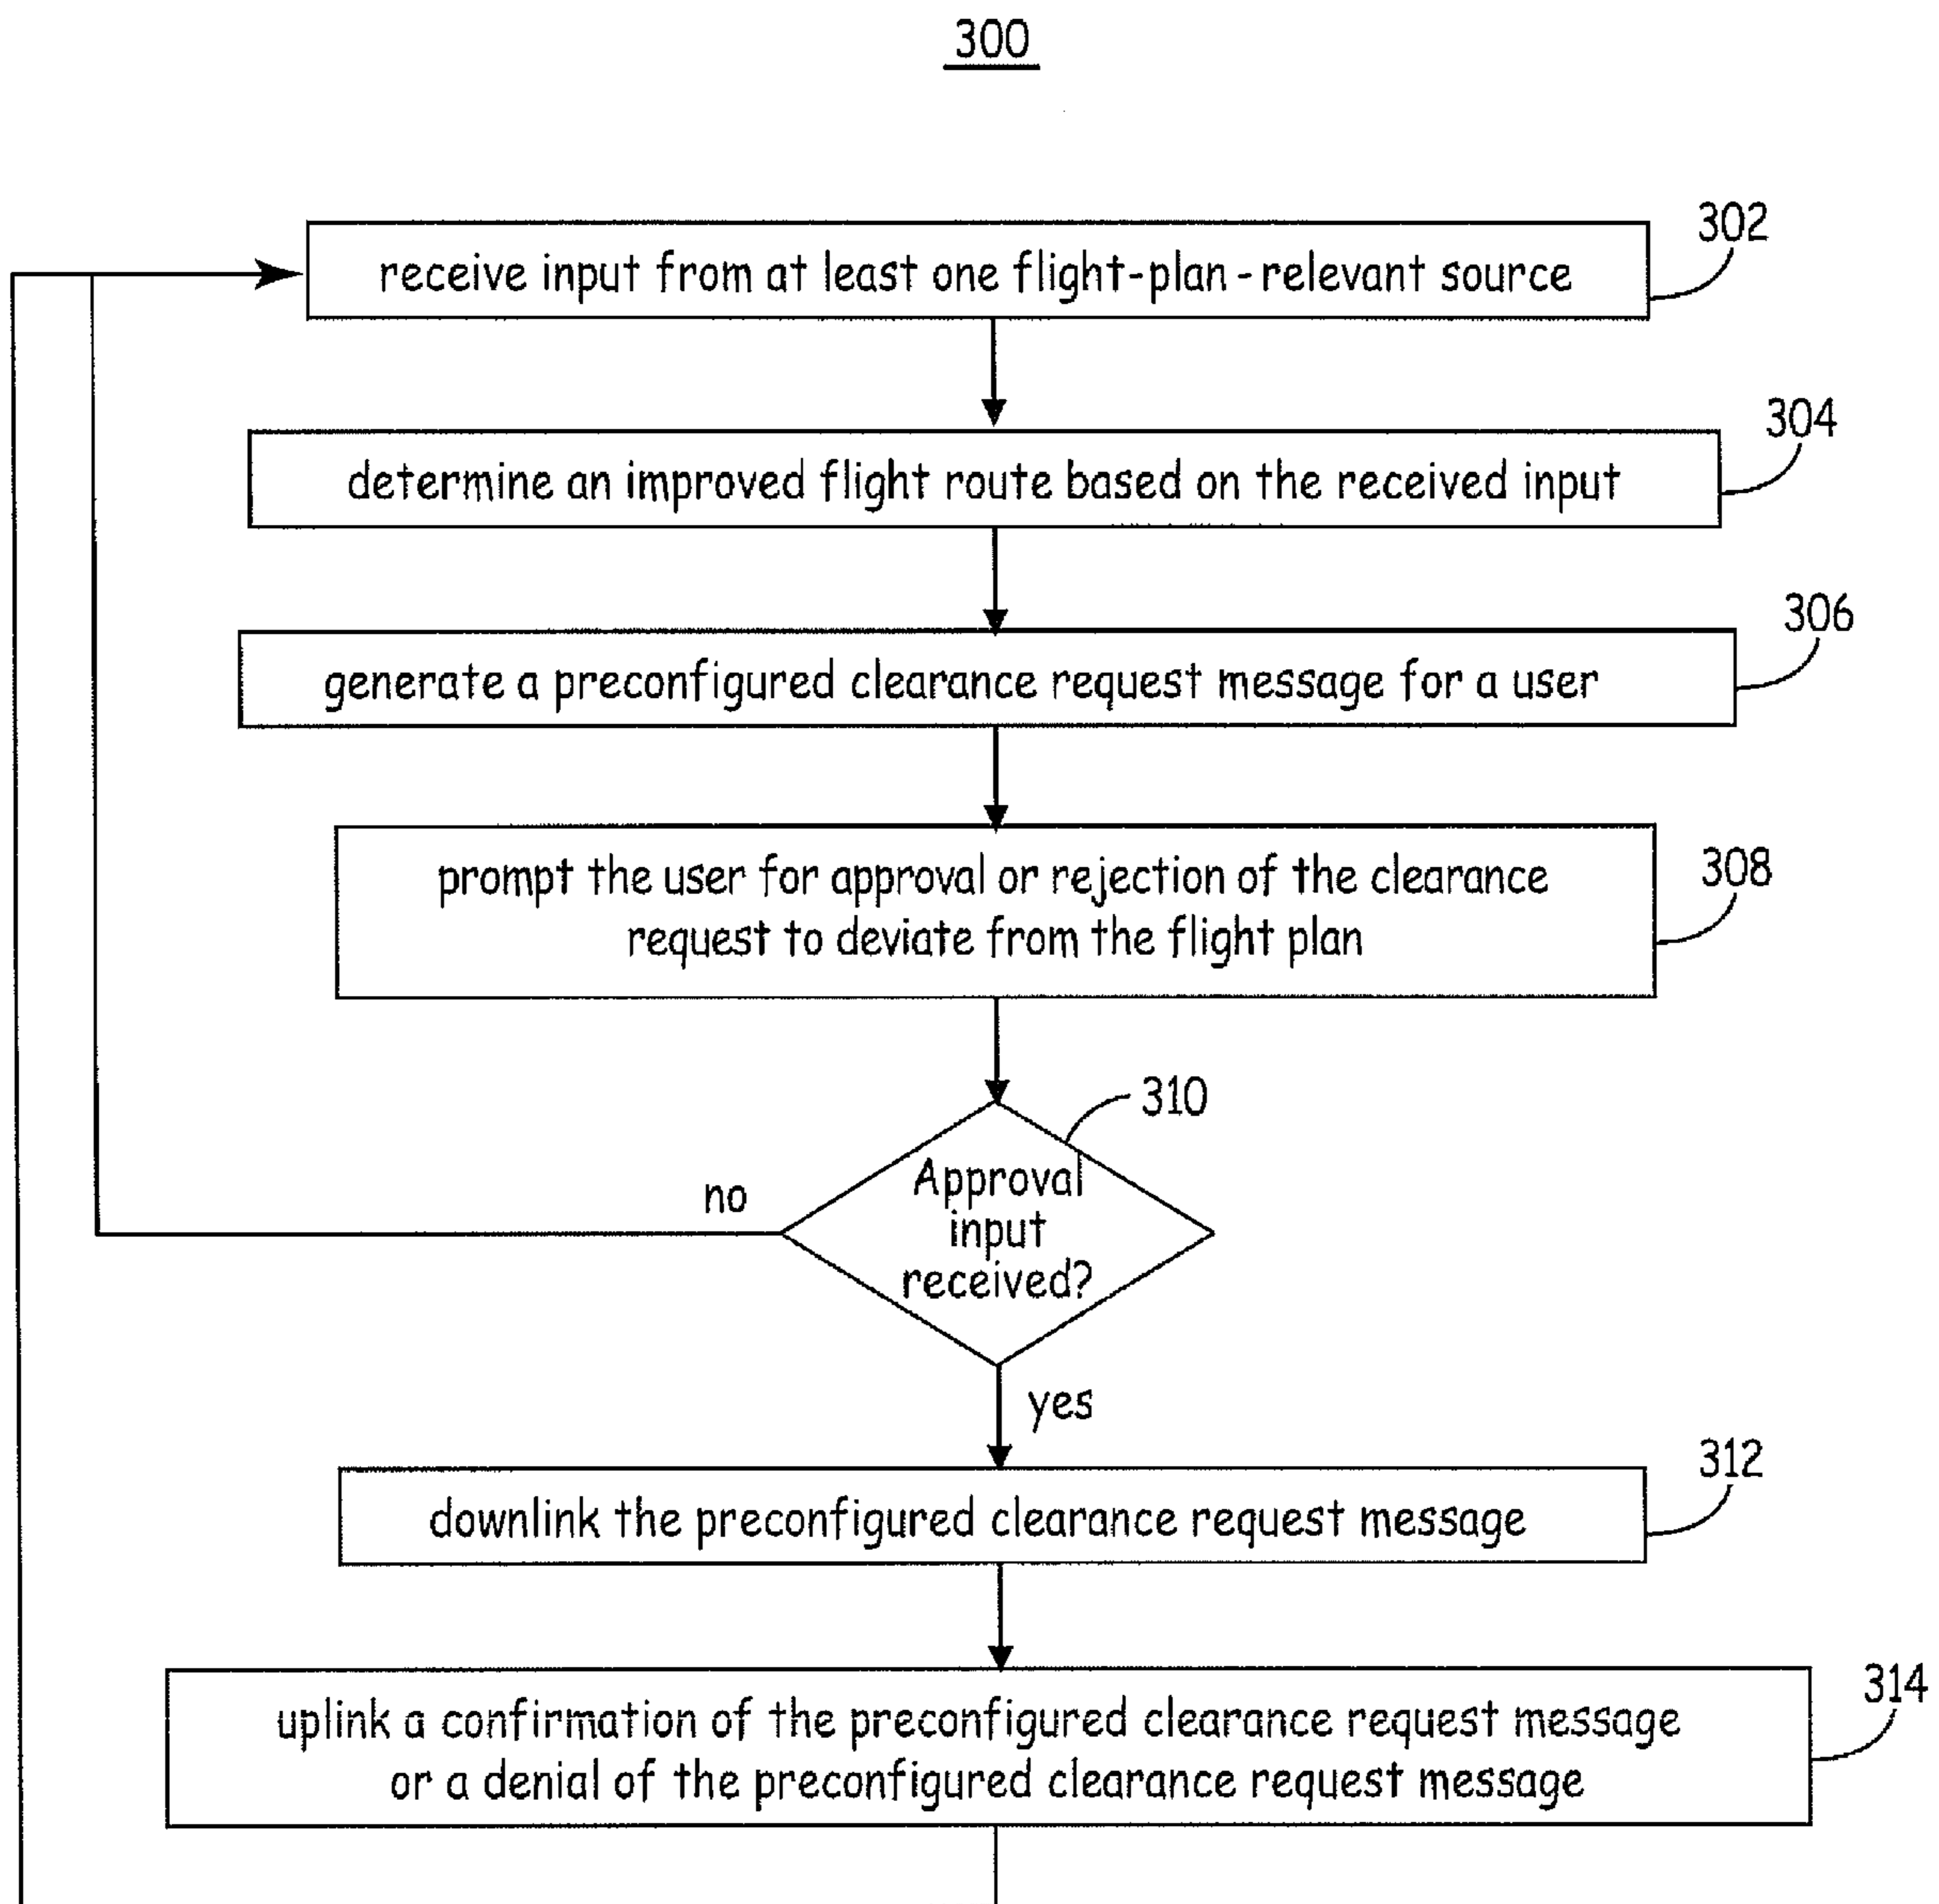 300
302
receive input from at least one flight-plan-relevant source
304
determine an improved flight route based on the received input
306
generate a preconfigured clearance request message for a user
308
prompt the user for approval or rejection of the clearance
request to deviate from the flight plan
310
Approval
input
received?
no
yes
312
downlink the preconfigured clearance request message
314
uplink a confirmation of the preconfigured clearance request message
or a denial of the preconfigured clearance request message